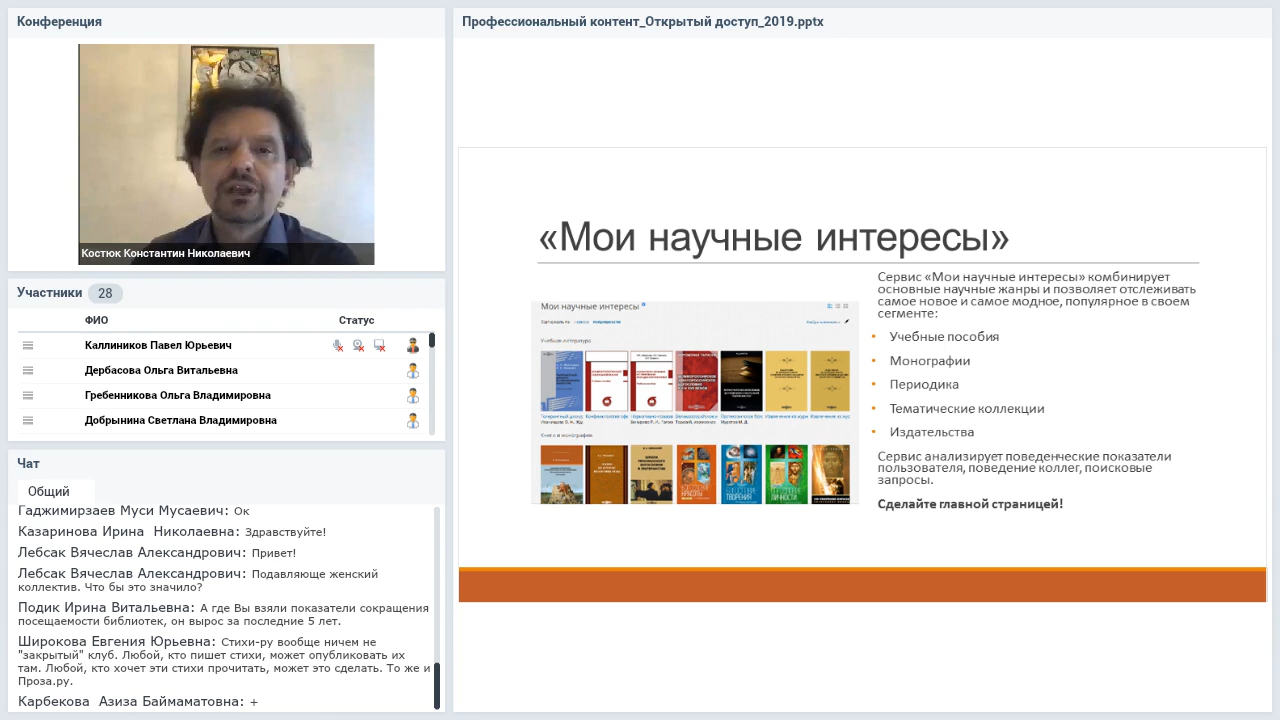 Конференция
Костюк Константин Николаевич
Участники 28
ФИО Статус
Каллиников Павел Юрьевич
Дербасова Ольга Витальевна
Гребенникова Ольга Владимировна
Добрынина Светлана Владимировна
Чат
Общий
Гаджимирзаев Муси Мусаевич: Ок
Казаринова Ирина Николаевна: Здравствуйте!
Лебсак Вячеслав Александрович: Привет!
Лебсак Вячеслав Александрович: Подавляюще женский
коллектив. Что бы это значило?
Подик Ирина Витальевна: А где Вы взяли показатели сокращения
посещаемости библиотек, он вырос за последние 5 лет.
Широкова Евгения Юрьевна: Стихи-ру вообще ничем не
"закрытый" клуб. Любой, кто пишет стихи, может опубликовать их
там. Любой, кто хочет эти стихи прочитать, может это сделать. То же и
Проза.ру.
Карбекова Азиза Баймаматовна: +
Профессиональный контент_Открытый доступ_2019.pptx
«Мои научные интересы»
Мои научные интересы
Учебная литература
Книги и монографии
Сервис «Мои научные интересы» комбинирует
основные научные жанры и позволяет отслеживать
самое новое и самое модное, популярное в своем
сегменте:
• Учебные пособия
• Монографии
• Периодика
• Тематические коллекции
• Издательства
Сервис анализирует поведенческие показатели
пользователя, поведение коллег, поисковые
запросы.
Сделайте главной страницей!